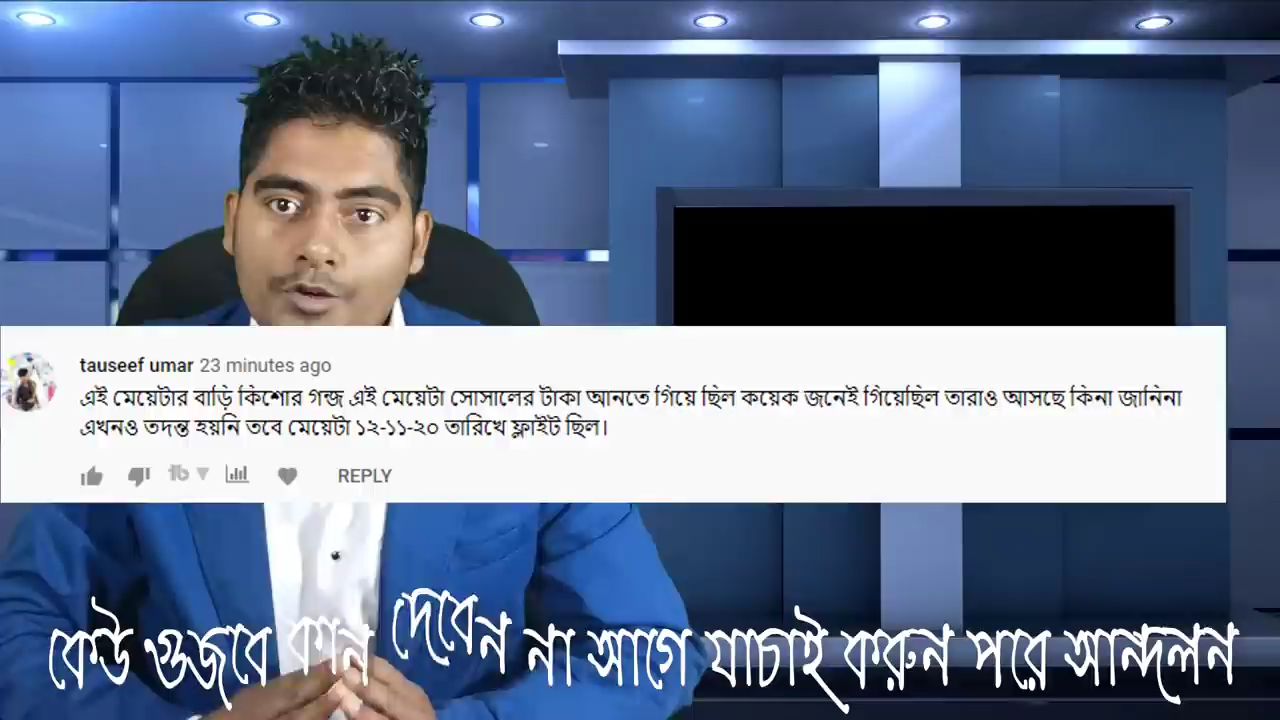 tauseef umar 23 minutes ago
এই মেয়েটার বাড়ি কিশোর গন্জ এই মেয়েটা সোসালের টাকা আনতে গিয়ে ছিল কয়েক জনেই গিয়েছিল তারাও আসছে কিনা জানিনা
এখনও তদন্ত হয়নি তবে মেয়েটা ১২-১১-২০ তারিখে ফ্লাইট ছিল।
REPLY
কেউ গুজবে কান দেবেন না আগে যাচাই করুন পরে আন্দলন